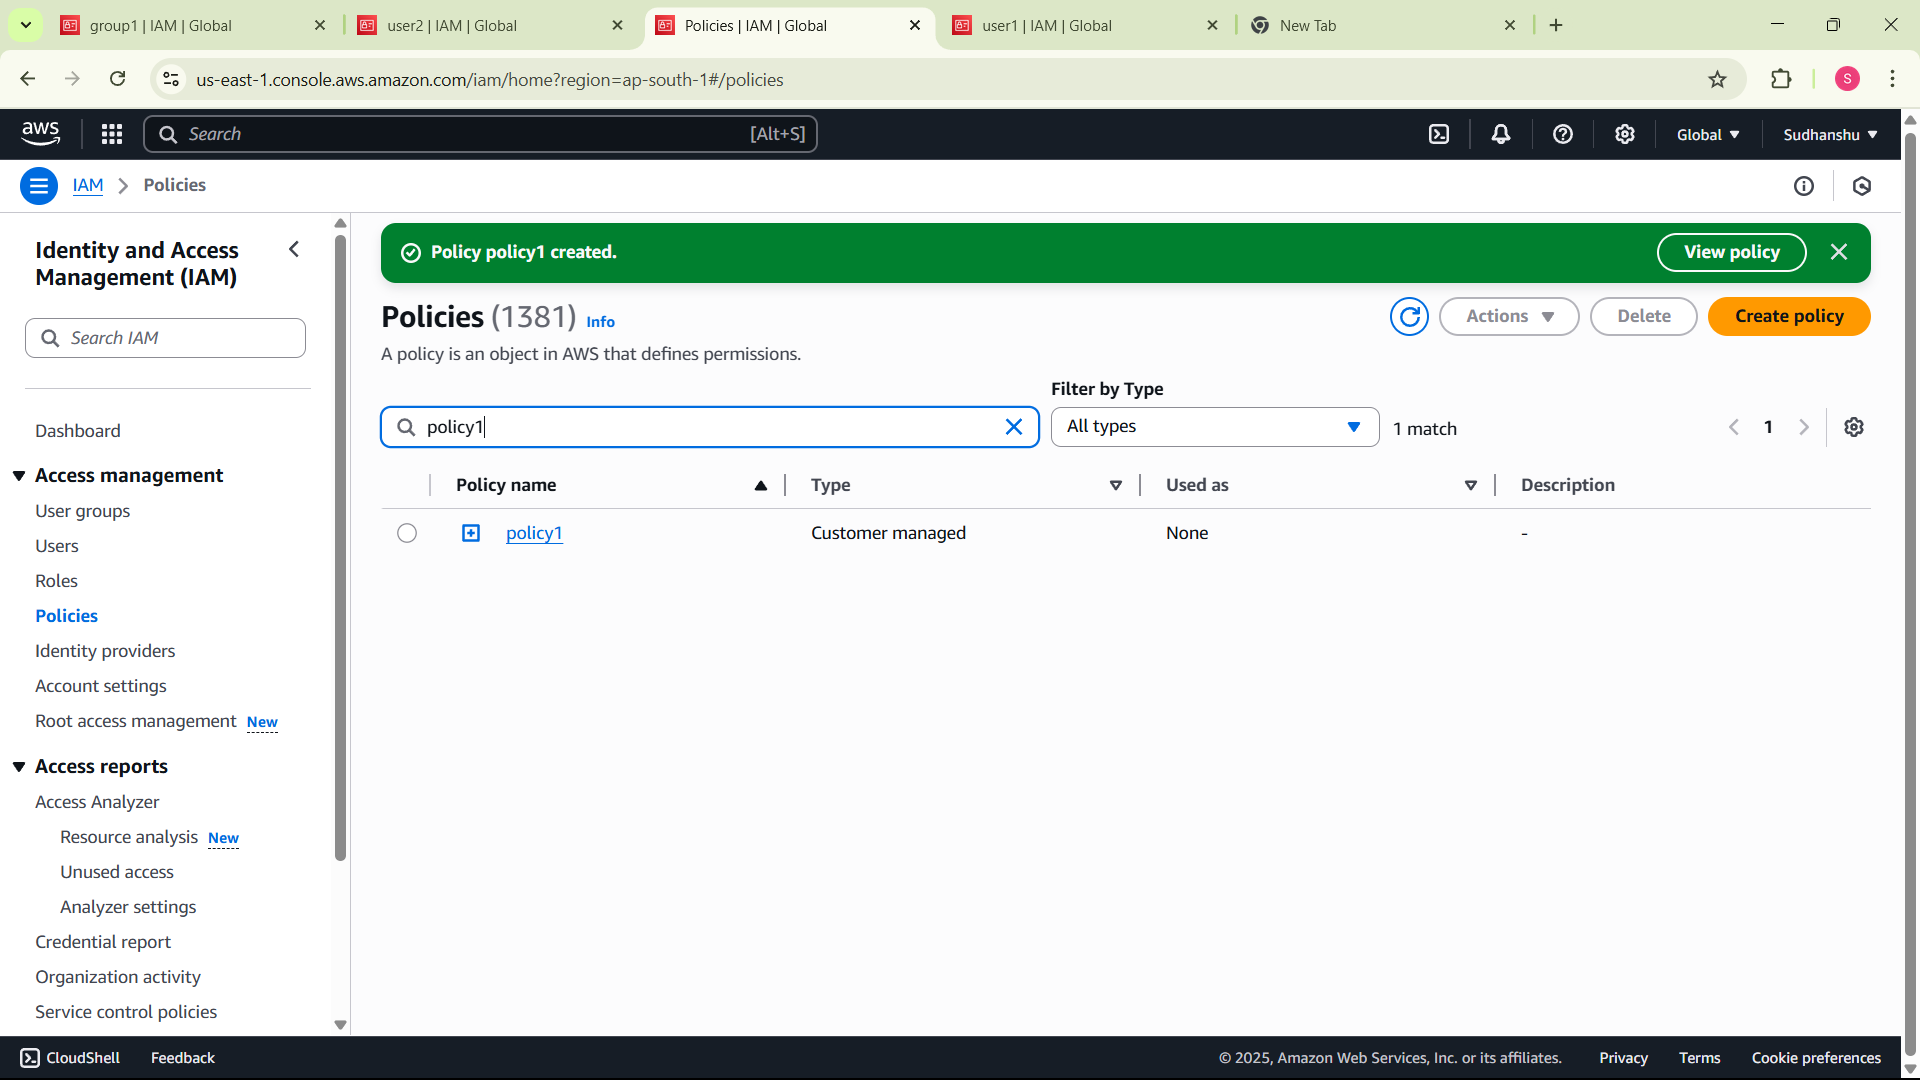 group1 | IAM | Global
user2 | IAM | Global
Policies | IAM | Global
user1 | IAM | Global
New Tab
us-east-1.console.aws.amazon.com/iam/home?region=ap-south-1#/policies
S
aws
Search
[Alt+S]
Global
Sudhanshu
IAM
Policies
Identity and Access
Management (IAM)
Search IAM
Dashboard
Access management
User groups
Users
Roles
Policies
Identity providers
Account settings
Root access management New
Access reports
Access Analyzer
Resource analysis New
Unused access
Analyzer settings
Credential report
Organization activity
Service control policies
Policy policy1 created.
View policy
Policies (1381) Info
Actions
Delete
Create policy
A policy is an object in AWS that defines permissions.
Filter by Type
policy1
All types
1 match
1
Policy name
Type
Used as
Description
policy1
Customer managed
None
-
CloudShell
Feedback
© 2025, Amazon Web Services, Inc. or its affiliates.
Privacy
Terms
Cookie preferences